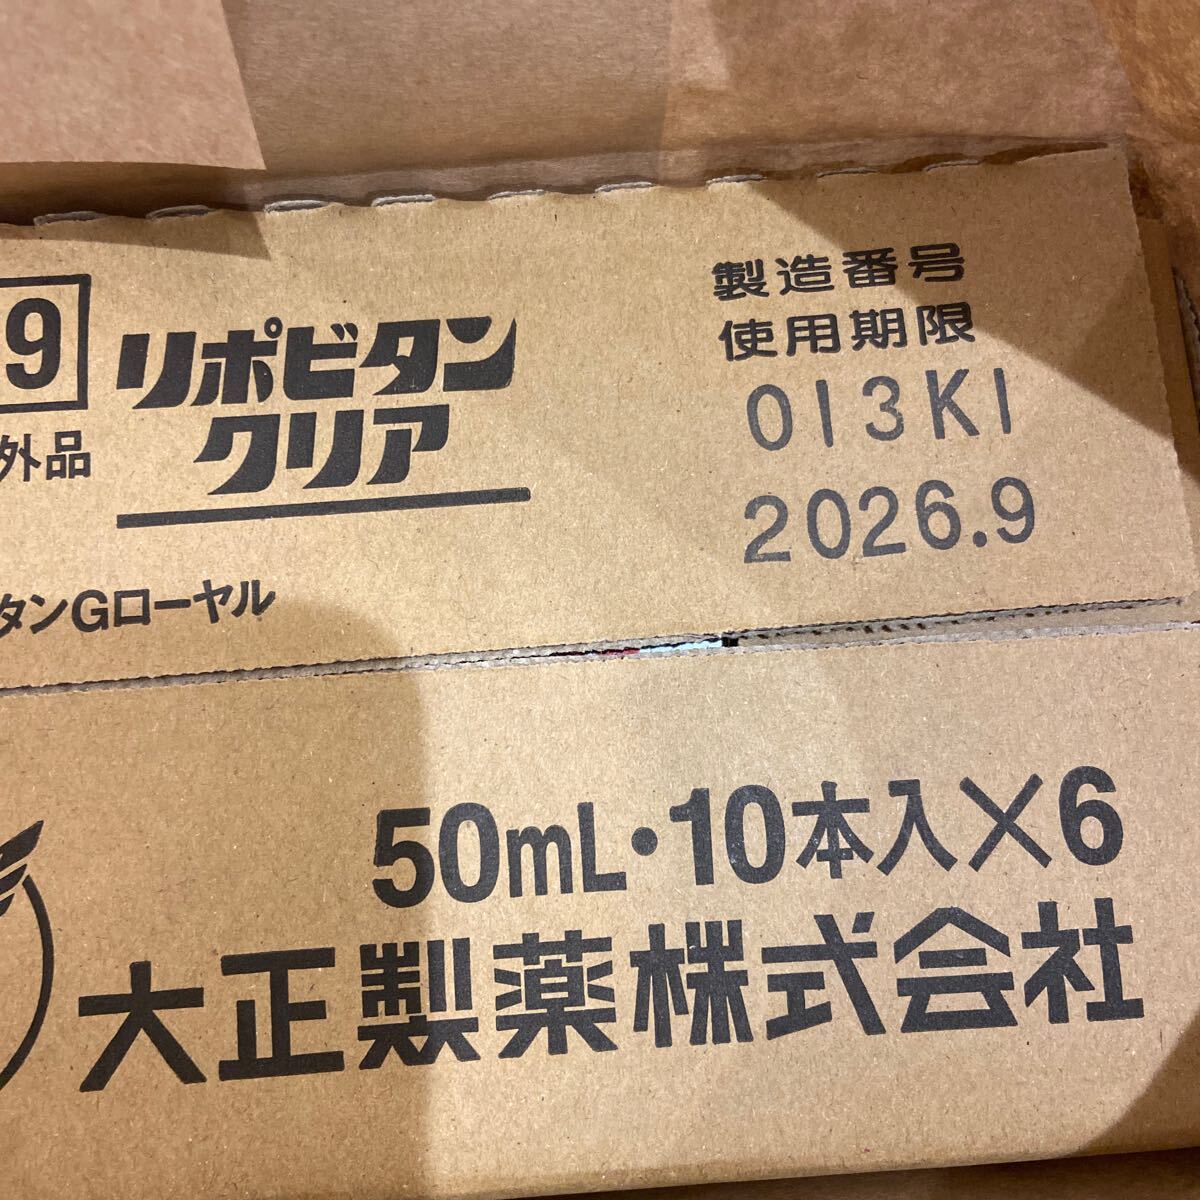 9
リポビタン
クリア
外品
タンGローヤル
製造番号
使用期限
013K1
2026.9
50mL・10本入×6
大正製薬株式会社